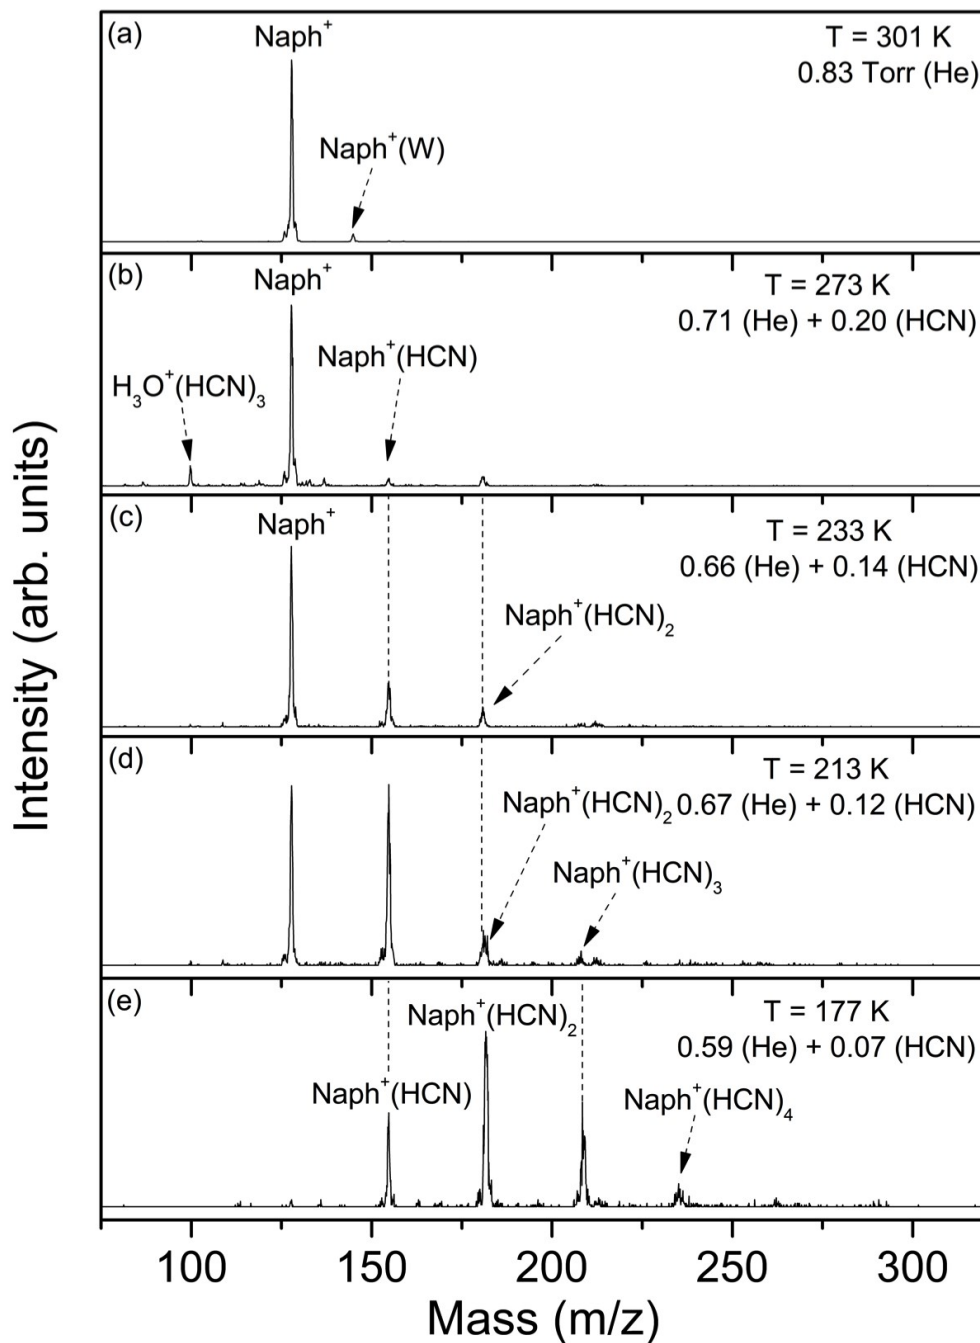 (a)
Naph⁺
T = 301 K
0.83 Torr (He)
Naph⁺(W)
(b)
Naph⁺
T = 273 K
0.71 (He) + 0.20 (HCN)
Naph⁺(HCN)
H₃O⁺(HCN)₃
(c)
Naph⁺
T = 233 K
0.66 (He) + 0.14 (HCN)
Naph⁺(HCN)₂
(d)
T = 213 K
Naph⁺(HCN)₂ 0.67 (He) + 0.12 (HCN)
Naph⁺(HCN)₃
(e)
T = 177 K
Naph⁺(HCN)₂
0.59 (He) + 0.07 (HCN)
Naph⁺(HCN)
Naph⁺(HCN)₄
Intensity (arb. units)
100 150 200 250 300
Mass (m/z)